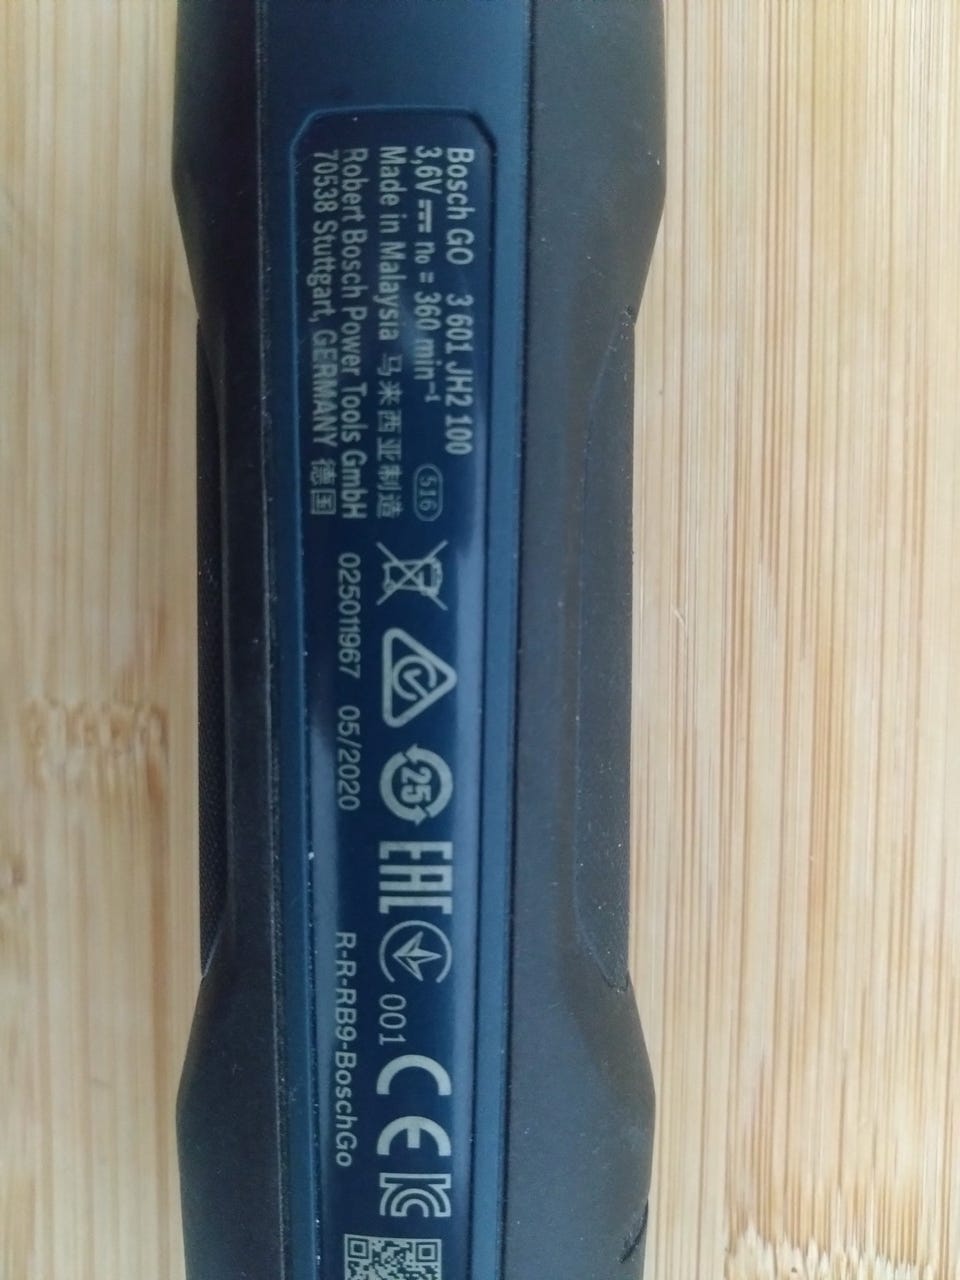 Bosch GO 3 601 JH2 100
3,6V ⎓ n₀ = 360 min⁻¹ 516
Made in Malaysia 马来西亚制造
Robert Bosch Power Tools GmbH
70538 Stuttgart, GERMANY 德国
25 EAC 001 CE
025011967 05/2020 R-R-RB9-BoschGo